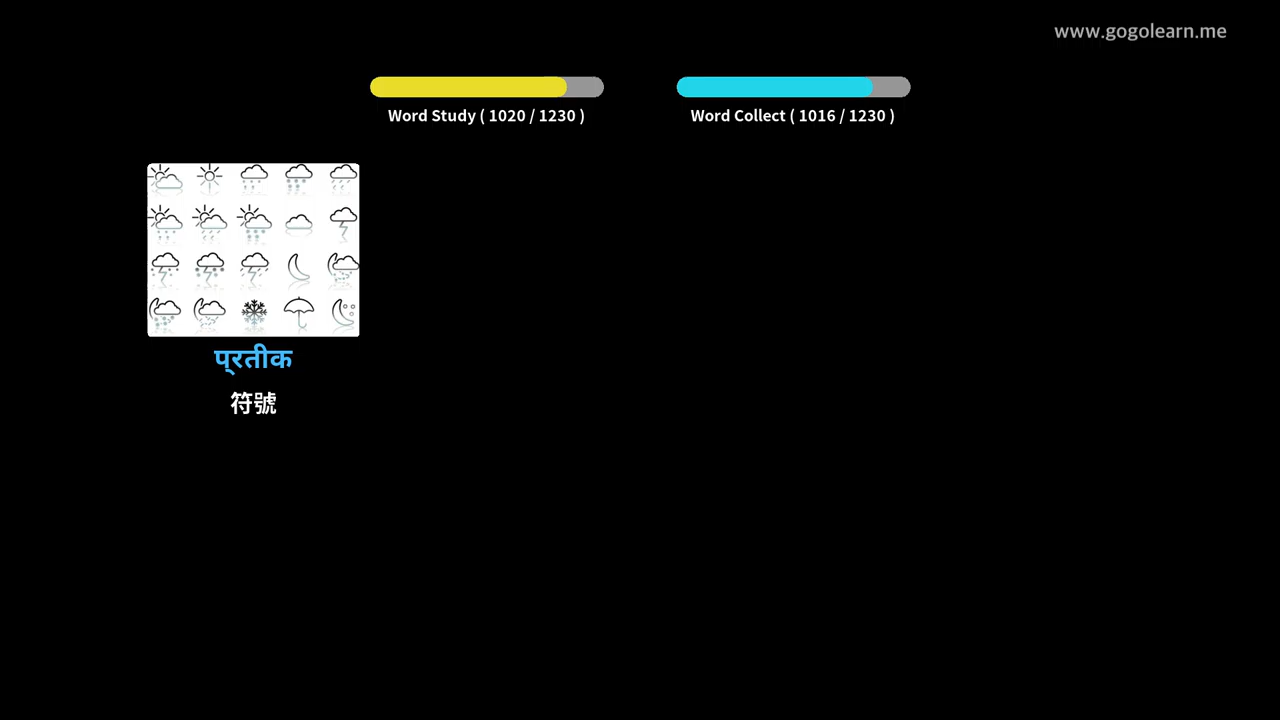 www.gogolearn.me
Word Study ( 1020 / 1230 )
Word Collect ( 1016 / 1230 )
प्रतीक
符號